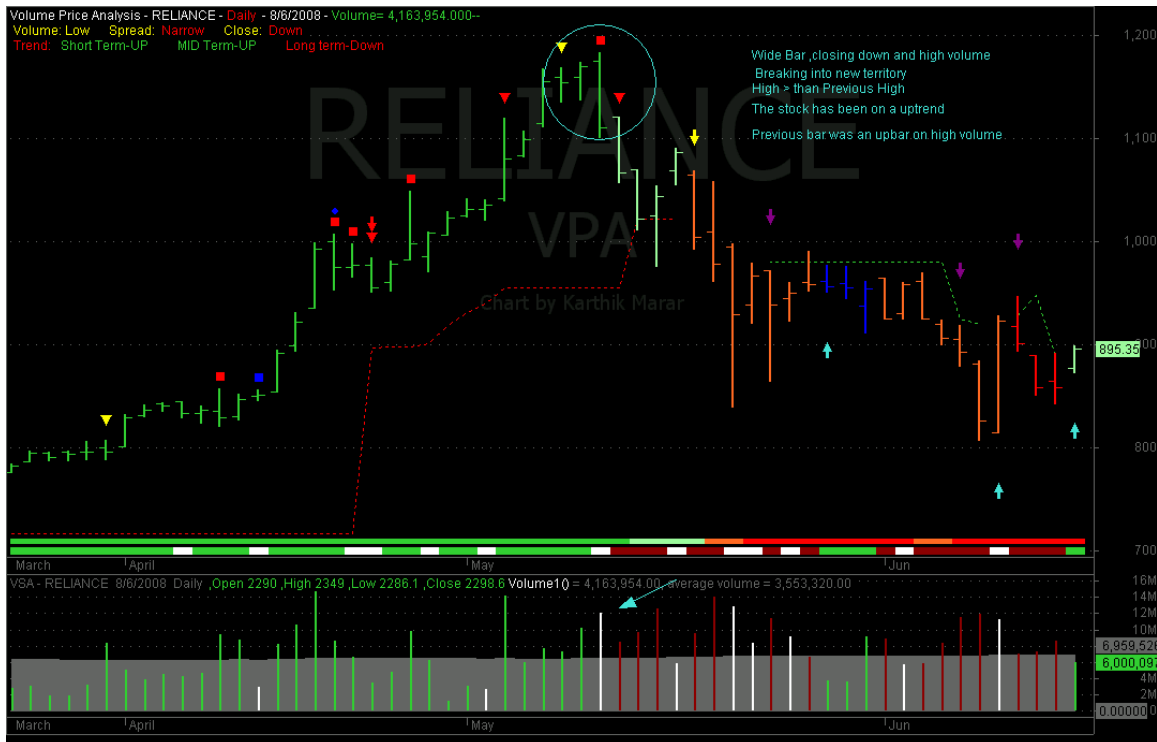 Volume Price Analysis - RELIANCE - Daily - 8/6/2008 - Volume= 4,163,954.000--
Volume: Low Spread: Narrow Close: Down
Trend: Short Term-UP MID Term-UP Long term-Down
Wide Bar ,closing down and high volume
Breaking into new territory
High > than Previous High
The stock has been on a uptrend
Previous bar was an upbar on high volume
RELIANCE
VPA
Chart by Karthik Marar
1,200
1,100
1,000
900
895.35
800
700
March April May Jun
VSA - RELIANCE 8/6/2008 Daily ,Open 2290 ,High 2349 ,Low 2286.1 ,Close 2298.6 Volume1() = 4,163,954.00, average volume = 3,553,320.00
16M
14M
12M
10M
6,959,526
6,000,097
4M
2M
0.00000
March April May Jun